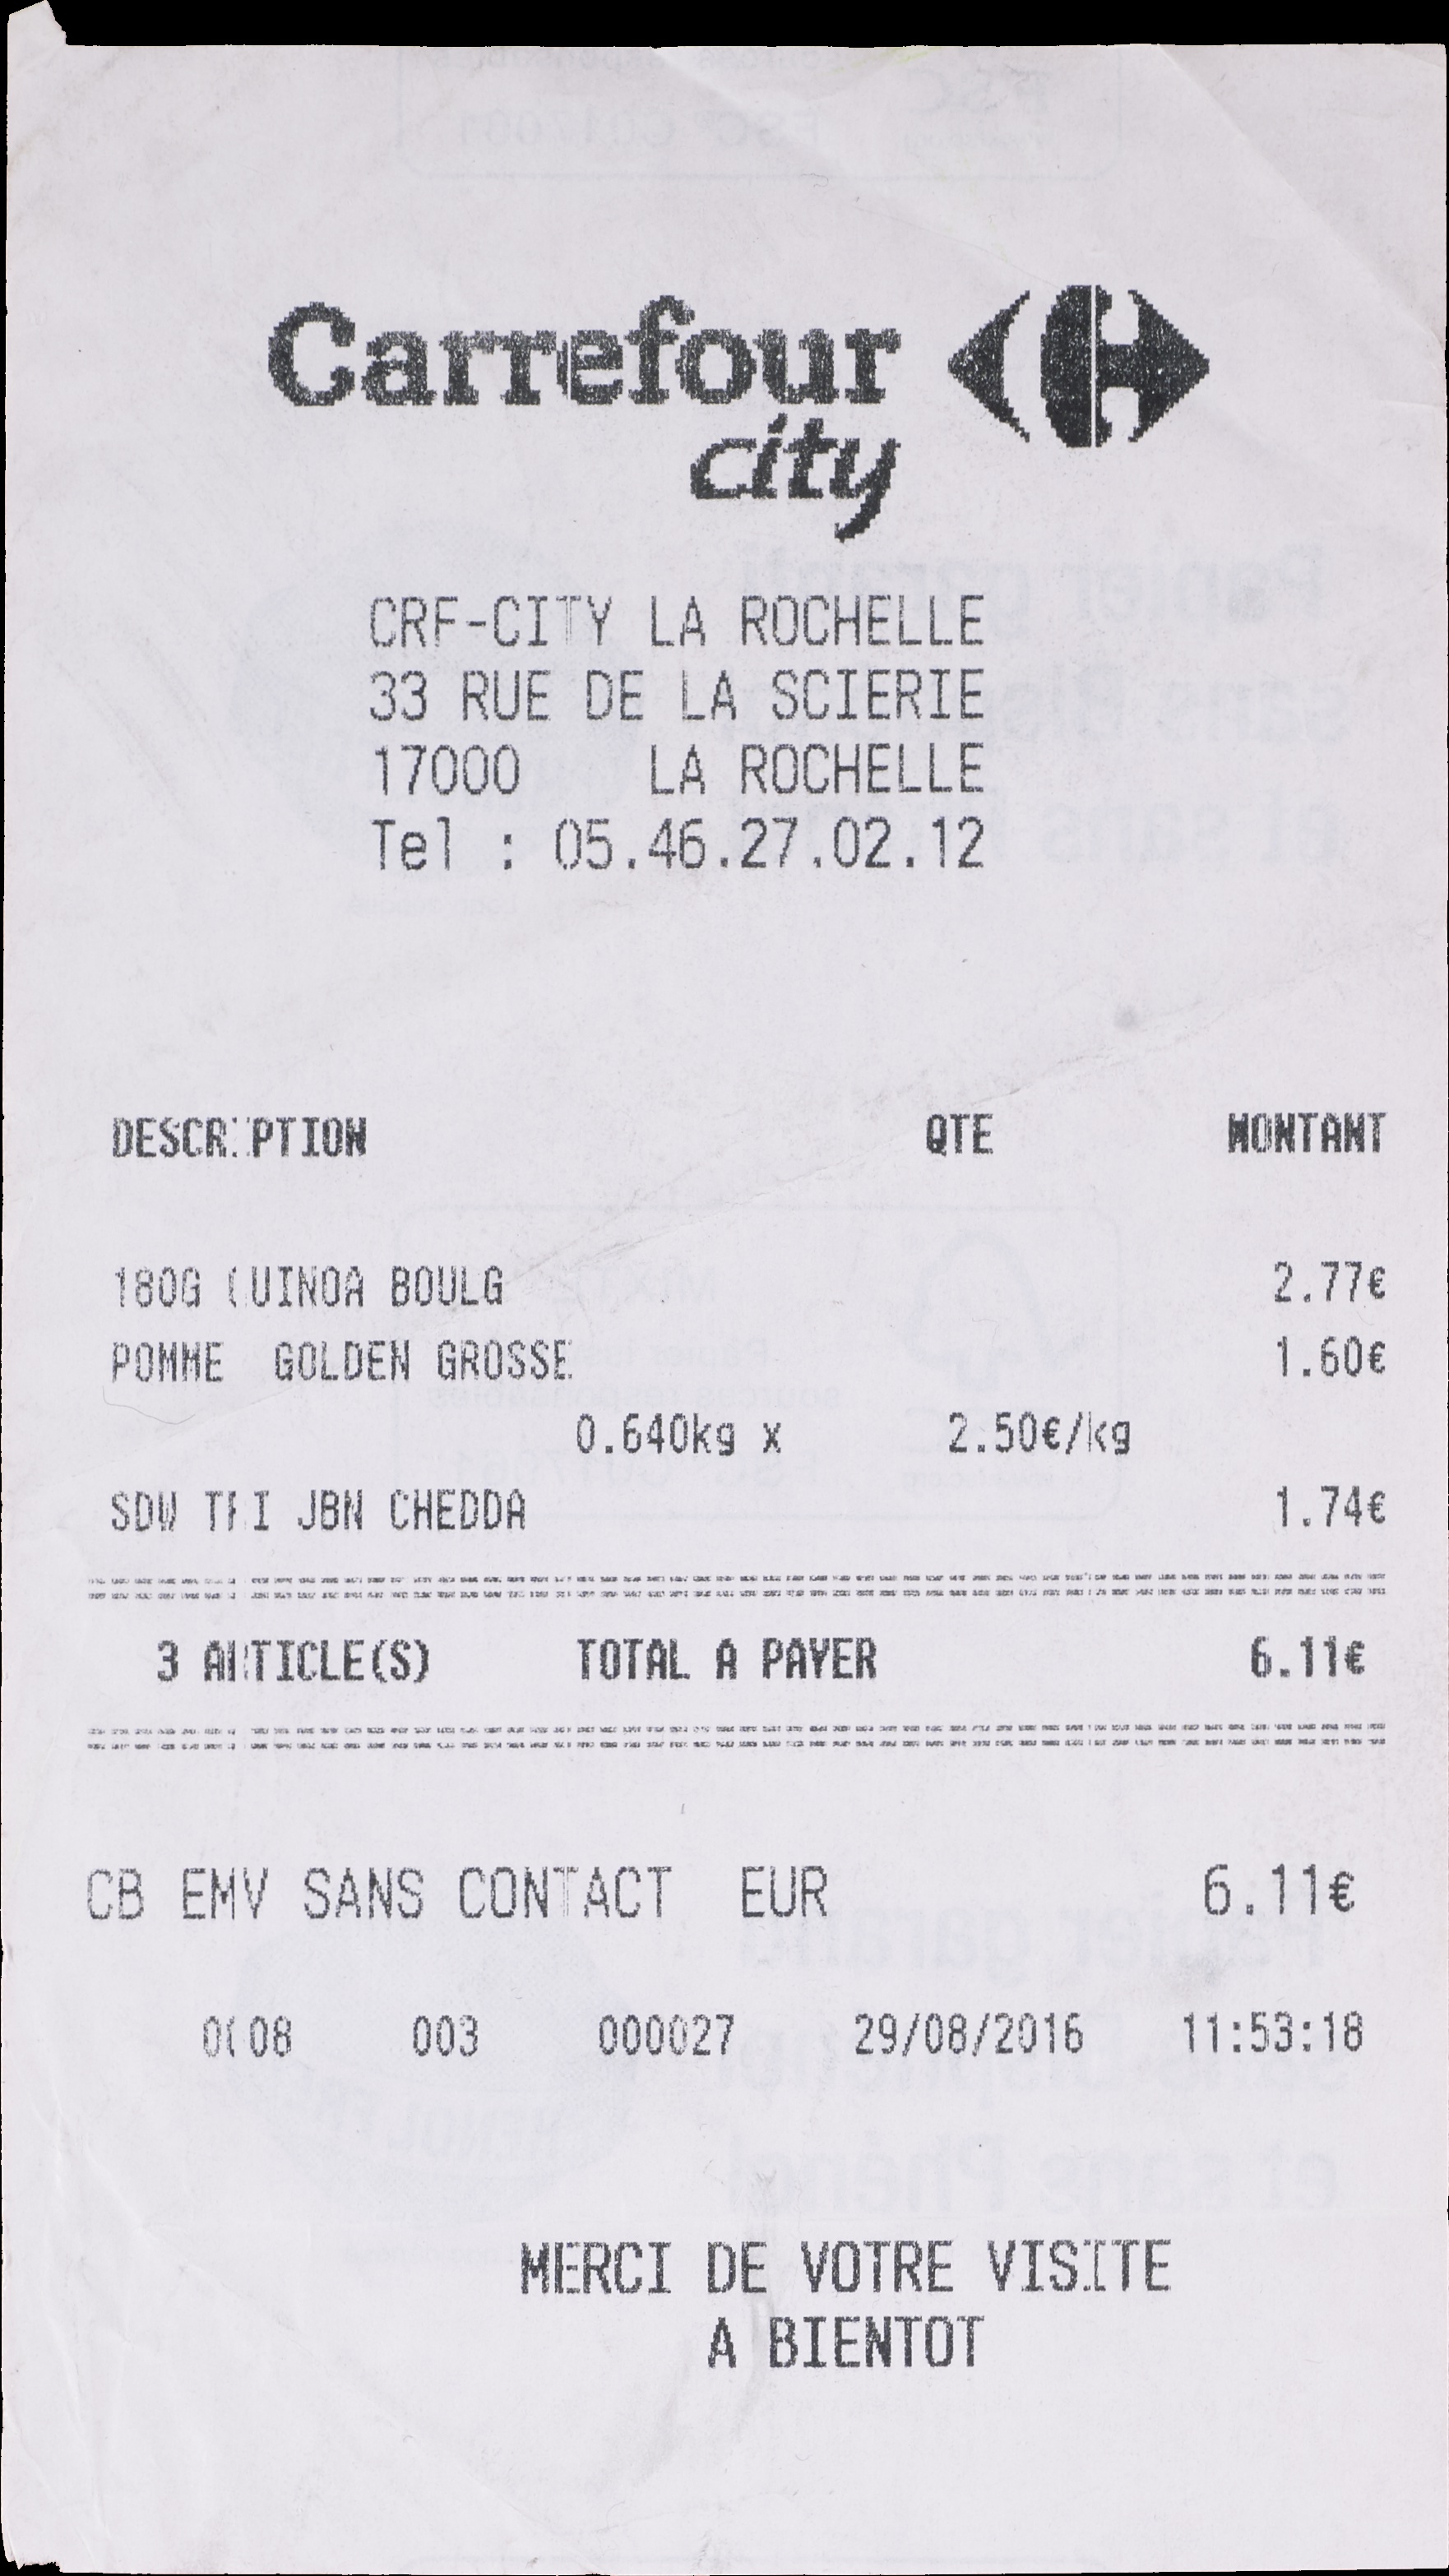 Carrefour
city
CRF-CITY LA ROCHELLE
33 RUE DE LA SCIERIE
17000 LA ROCHELLE
Tel : 05.46.27.02.12
DESCRIPTION QTE MONTANT
180G QUINOA BOULG 2.77€
POMME GOLDEN GROSSE 1.60€
0.640kg x 2.50€/kg
SDW TRI JBN CHEDDA 1.74€
3 ARTICLE(S) TOTAL A PAYER 6.11€
CB EMV SANS CONTACT EUR 6.11€
0008 003 000027 29/08/2016 11:53:18
MERCI DE VOTRE VISITE
A BIENTOT